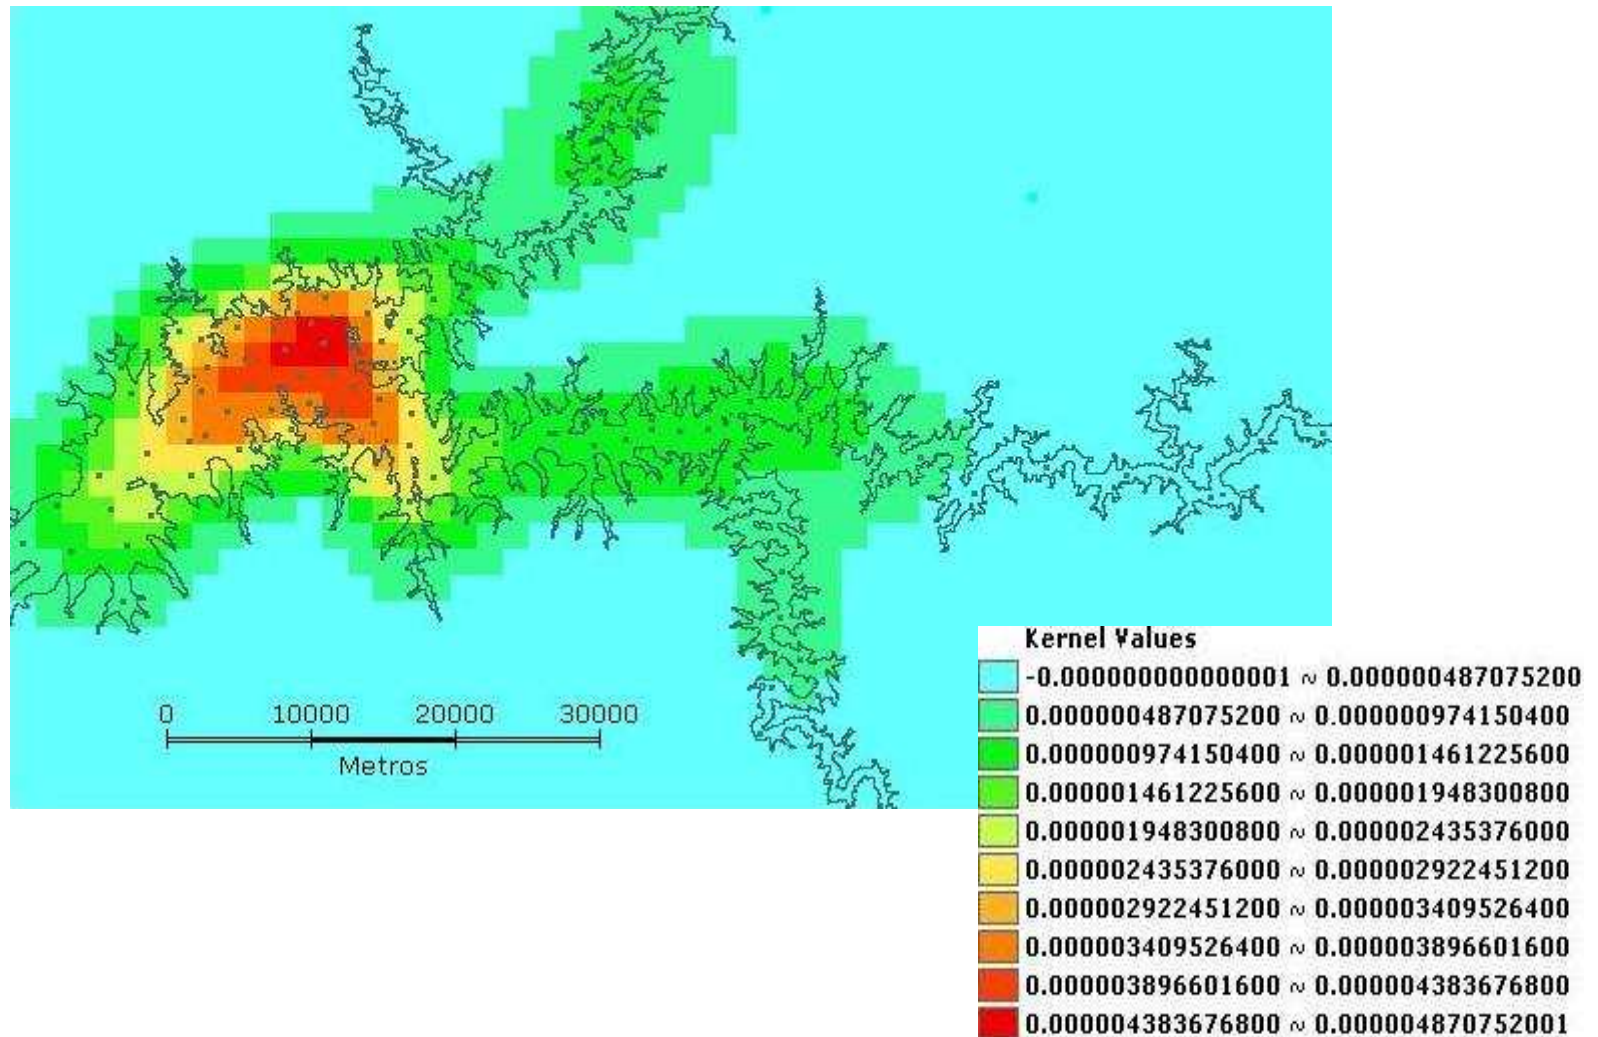 0 10000 20000 30000
Metros
Kernel Values
-0.000000000000001 ~ 0.000000487075200
0.000000487075200 ~ 0.000000974150400
0.000000974150400 ~ 0.000001461225600
0.000001461225600 ~ 0.000001948300800
0.000001948300800 ~ 0.000002435376000
0.000002435376000 ~ 0.000002922451200
0.000002922451200 ~ 0.000003409526400
0.000003409526400 ~ 0.000003896601600
0.000003896601600 ~ 0.000004383676800
0.000004383676800 ~ 0.000004870752001